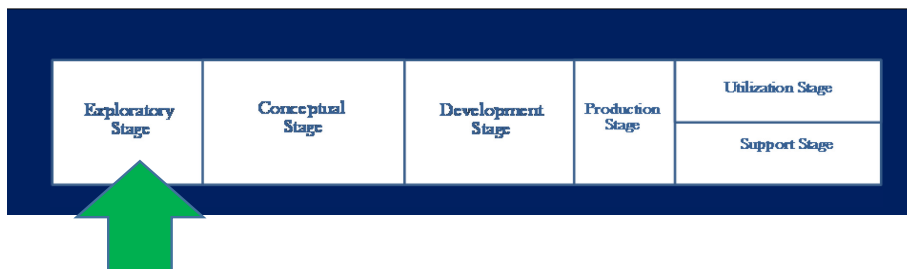 Exploratory
Stage
Conceptual
Stage
Development
Stage
Production
Stage
Utilization Stage
Support Stage